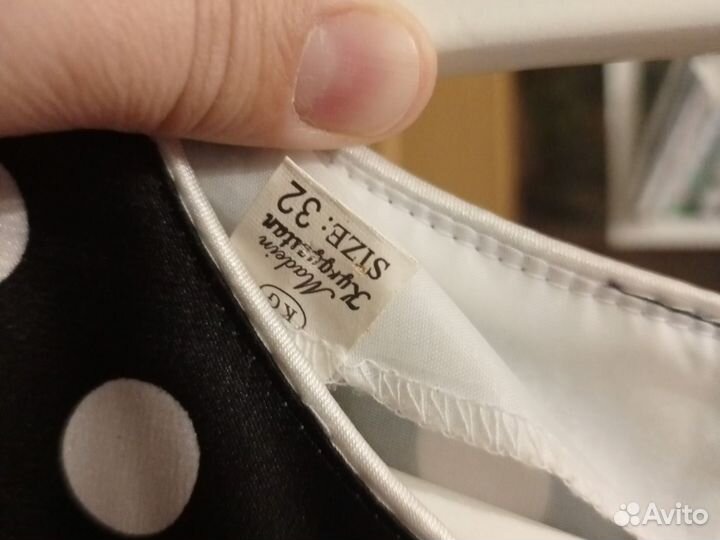 KG
Made in
Kyrgyzstan
SIZE: 32
Avito